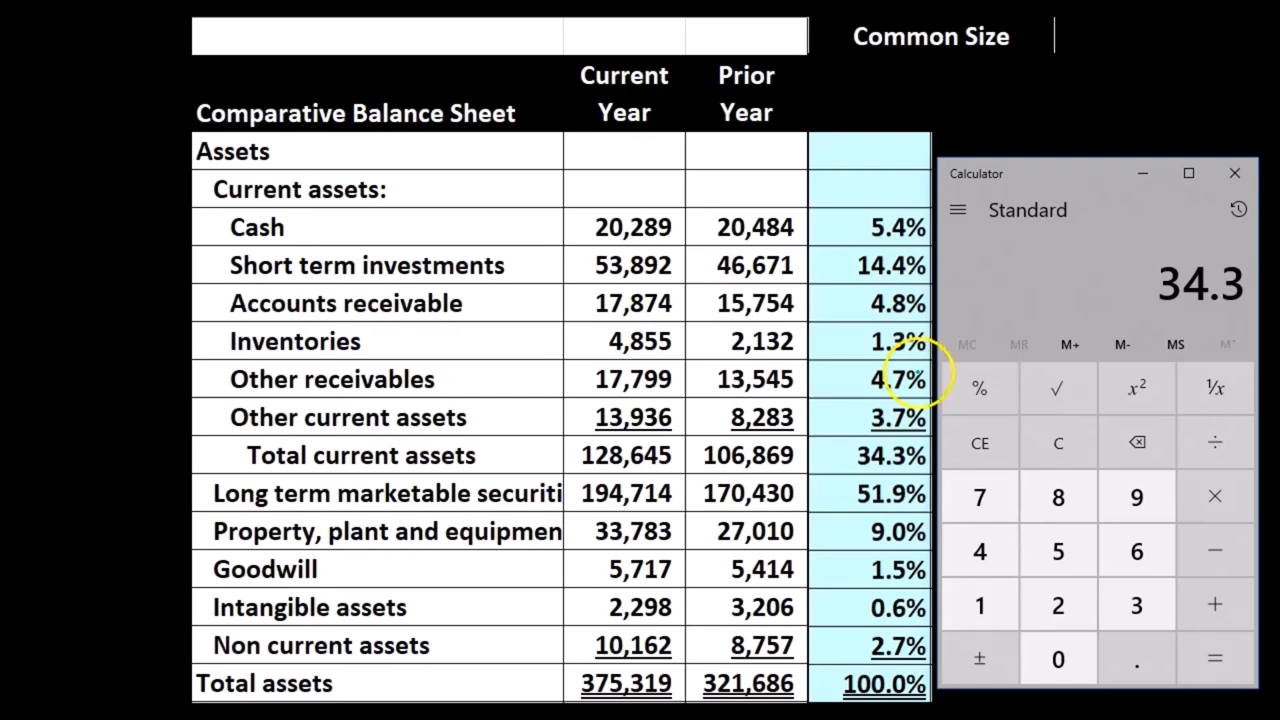 Common Size
Current Prior
Comparative Balance Sheet Year Year
Assets
Current assets:
Cash 20,289 20,484 5.4%
Short term investments 53,892 46,671 14.4%
Accounts receivable 17,874 15,754 4.8%
Inventories 4,855 2,132 1.3%
Other receivables 17,799 13,545 4.7%
Other current assets 13,936 8,283 3.7%
Total current assets 128,645 106,869 34.3%
Long term marketable securiti 194,714 170,430 51.9%
Property, plant and equipmen 33,783 27,010 9.0%
Goodwill 5,717 5,414 1.5%
Intangible assets 2,298 3,206 0.6%
Non current assets 10,162 8,757 2.7%
Total assets 375,319 321,686 100.0%
Calculator
Standard
34.3
MC MR M+ M- MS M˅
% √ x² ¹/x
CE C ⌫ ÷
7 8 9 ×
4 5 6 −
1 2 3 +
± 0 . =